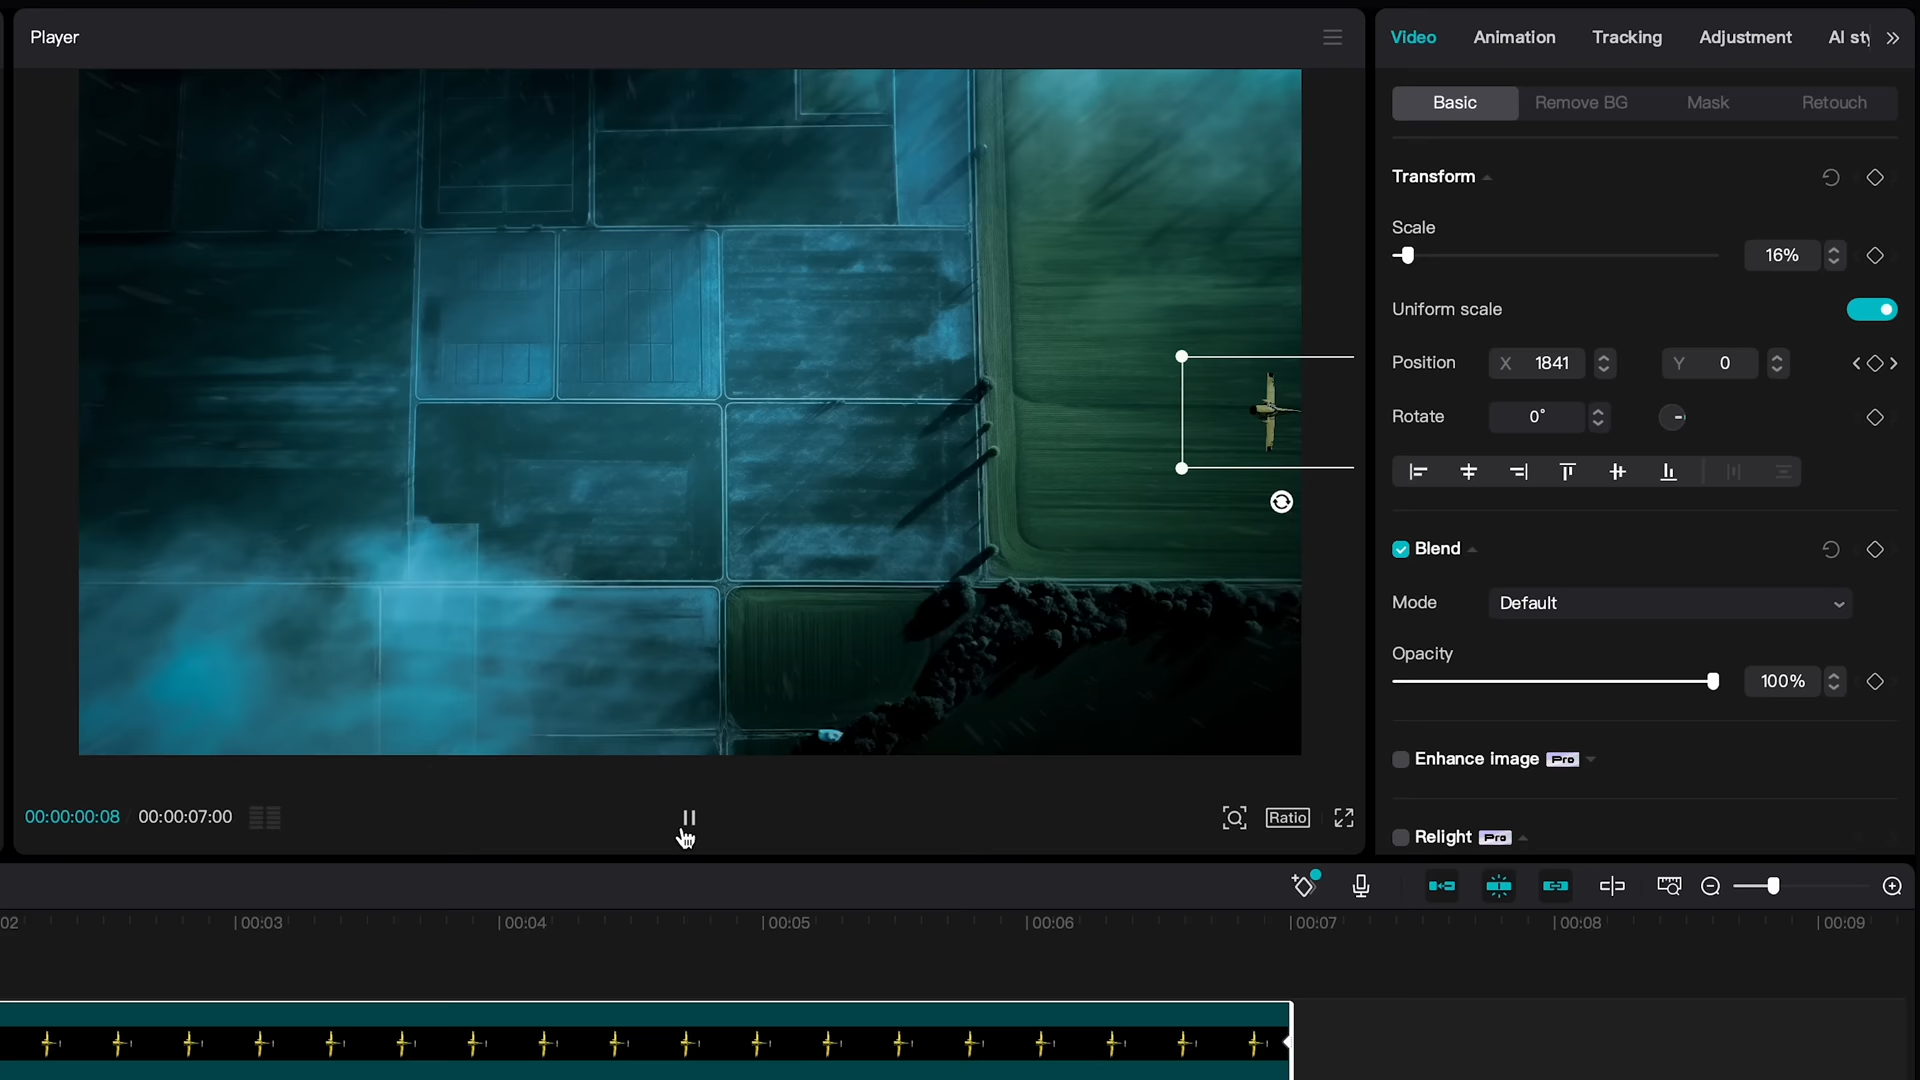 Player
Video Animation Tracking Adjustment AI sty
Basic Remove BG Mask Retouch
Transform
Scale
16%
Uniform scale
Position X 1841 Y 0
Rotate 0°
Blend
Mode Default
Opacity
100%
Enhance image Pro
Relight Pro
00:00:00:08 00:00:07:00 Ratio
02 00:03 00:04 00:05 00:06 00:07 00:08 00:09